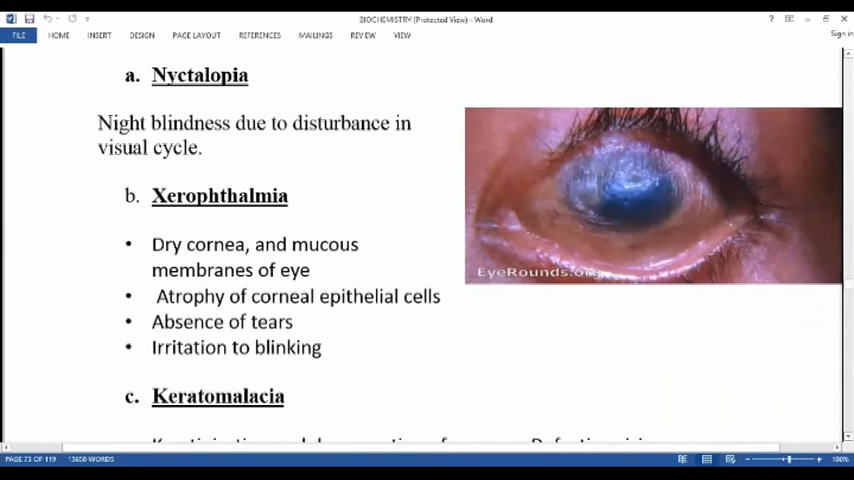 BIOCHEMISTRY (Protected View) - Word
Sign in
FILE HOME INSERT DESIGN PAGE LAYOUT REFERENCES MAILINGS REVIEW VIEW
a. Nyctalopia
Night blindness due to disturbance in
visual cycle.
b. Xerophthalmia
• Dry cornea, and mucous
membranes of eye
• Atrophy of corneal epithelial cells
• Absence of tears
• Irritation to blinking
EyeRounds.org
c. Keratomalacia
PAGE 73 OF 119 13650 WORDS
100%